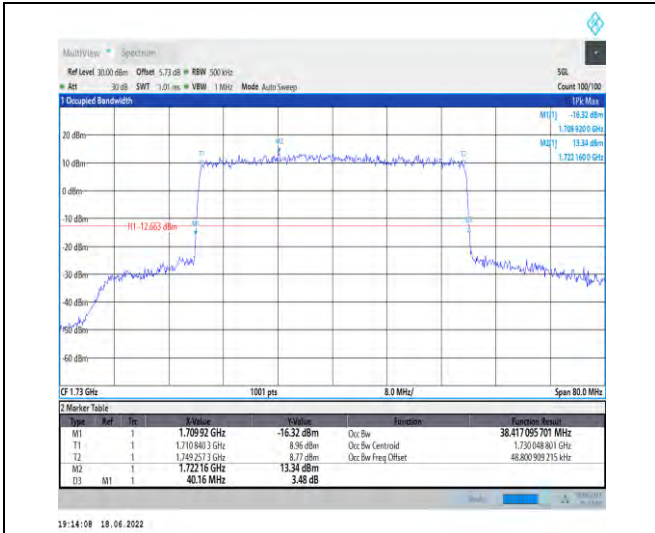 MultiView Spectrum
Ref Level 30.00 dBm Offset 5.73 dB RBW 500 kHz SGL
Att 30 dB SWT 1.01 ms VBW 1 MHz Mode Auto Sweep Count 100/100
1 Occupied Bandwidth 1Pk Max
M1[1] -16.32 dBm
1.709 920 0 GHz
M2[1] 13.34 dBm
1.722 160 0 GHz
20 dBm
10 dBm
0 dBm
-10 dBm
H1 -12.663 dBm
-20 dBm
-30 dBm
-40 dBm
-50 dBm
-60 dBm
T1
M2
T2
M1
CF 1.73 GHz 1001 pts 8.0 MHz/ Span 80.0 MHz
2 Marker Table
Type Ref Trc X-Value Y-Value Function Function Result
M1 1 1.70992 GHz -16.32 dBm Occ Bw 38.417 095 701 MHz
T1 1 1.710 840 3 GHz 8.96 dBm Occ Bw Centroid 1.730 048 801 GHz
T2 1 1.749 257 3 GHz 8.77 dBm Occ Bw Freq Offset 48.800 909 215 kHz
M2 1 1.72216 GHz 13.34 dBm
D3 M1 1 40.16 MHz 3.48 dB
19:14:08 18.06.2022